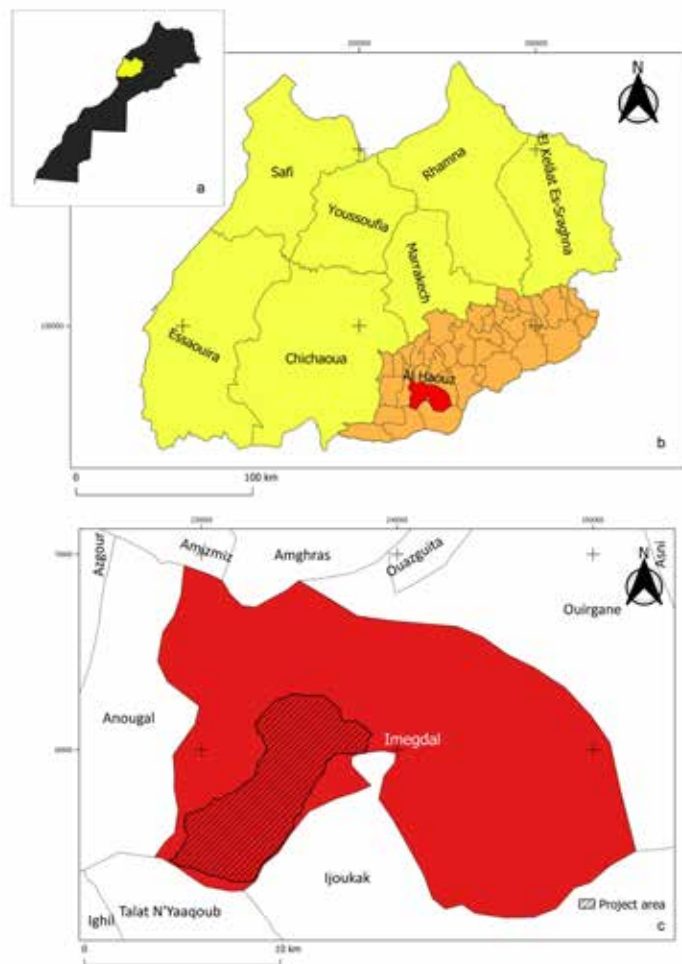 a
N
Safi
Youssoufia
Rhamna
El Kelâat Es-Sraghna
Marrakech
Essaouira
Chichaoua
Al Haouz
b
0
100 km
N
Azgour
Amizmiz
Amghras
Ouazguita
Asni
Ouirgane
Anougal
Imegdal
Ijoukak
Talat N'Yaaqoub
Ighil
Project area
c
0
10 km